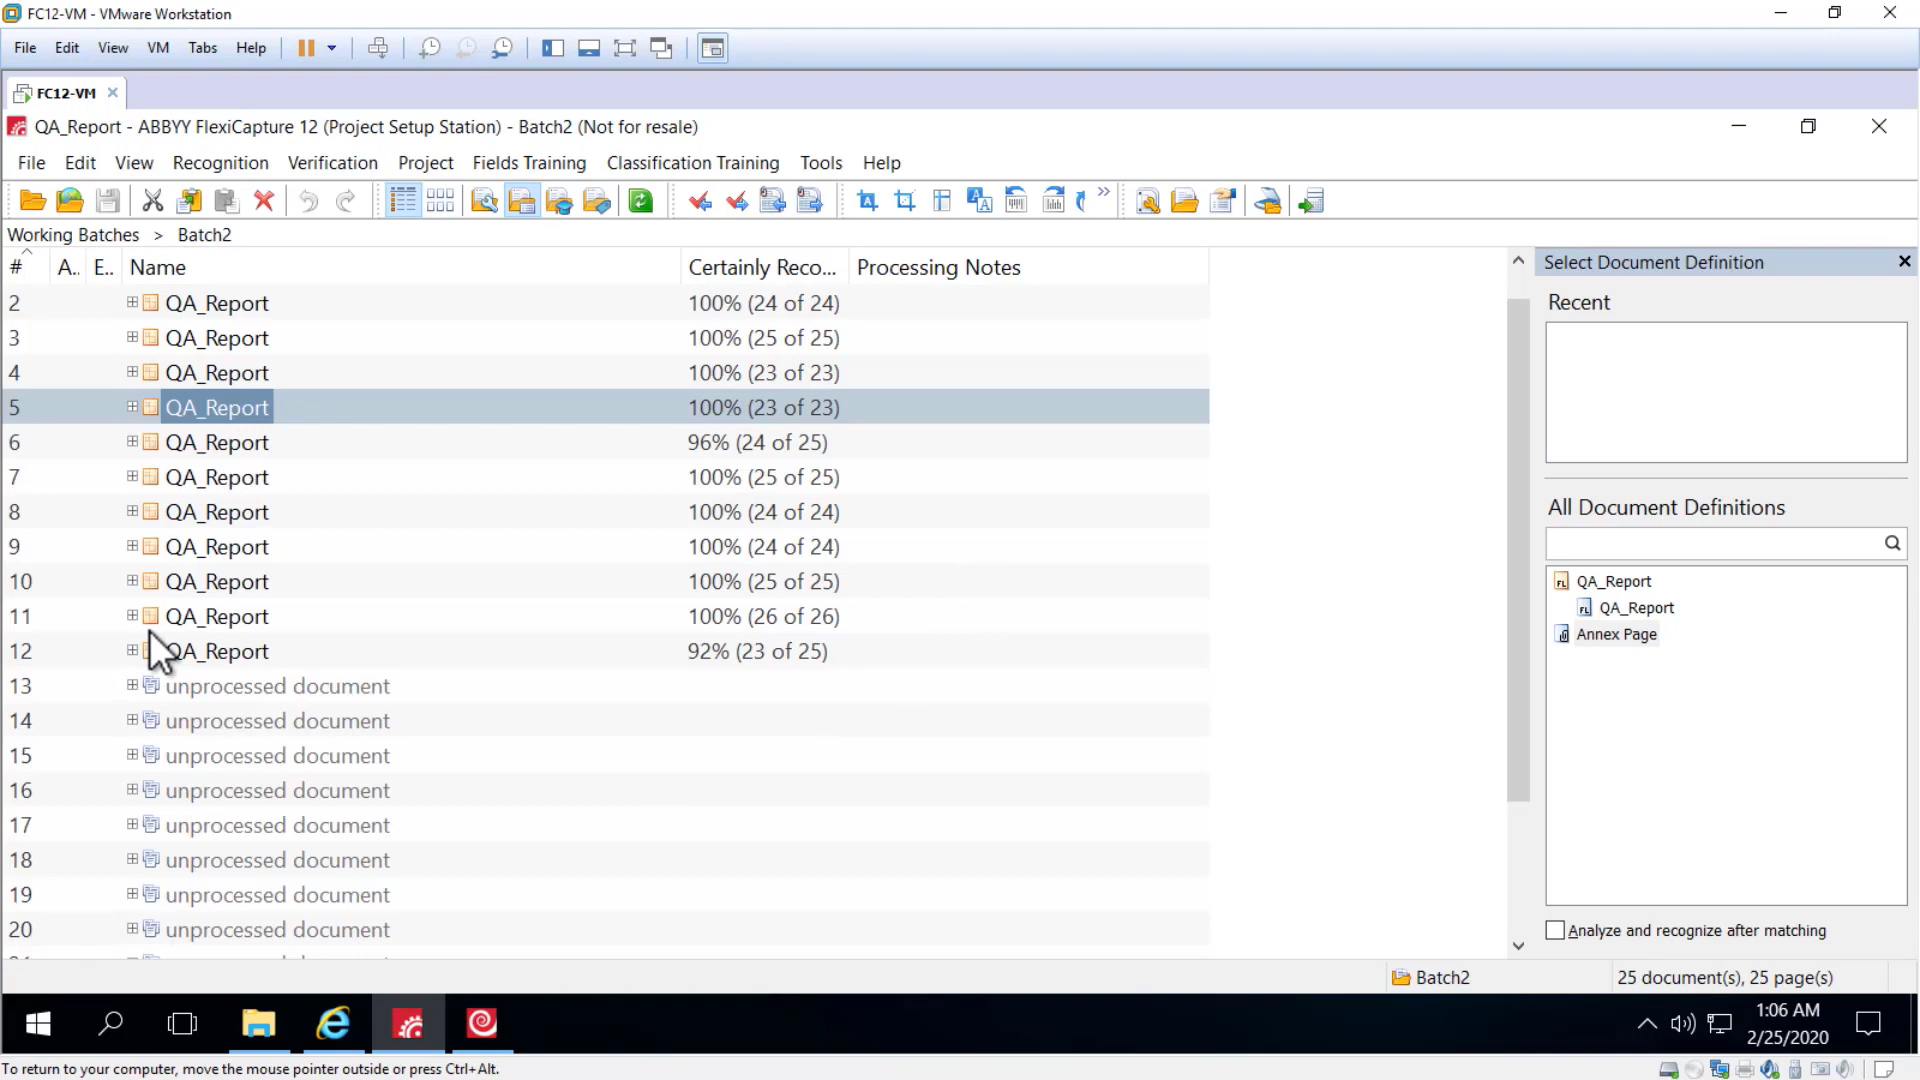 FC12-VM - VMware Workstation
File Edit View VM Tabs Help
FC12-VM
QA_Report - ABBYY FlexiCapture 12 (Project Setup Station) - Batch2 (Not for resale)
File Edit View Recognition Verification Project Fields Training Classification Training Tools Help
Working Batches > Batch2
# A.. E.. Name Certainly Reco... Processing Notes
2 QA_Report 100% (24 of 24)
3 QA_Report 100% (25 of 25)
4 QA_Report 100% (23 of 23)
5 QA_Report 100% (23 of 23)
6 QA_Report 96% (24 of 25)
7 QA_Report 100% (25 of 25)
8 QA_Report 100% (24 of 24)
9 QA_Report 100% (24 of 24)
10 QA_Report 100% (25 of 25)
11 QA_Report 100% (26 of 26)
12 QA_Report 92% (23 of 25)
13 unprocessed document
14 unprocessed document
15 unprocessed document
16 unprocessed document
17 unprocessed document
18 unprocessed document
19 unprocessed document
20 unprocessed document
Select Document Definition
Recent
All Document Definitions
QA_Report
QA_Report
Annex Page
Analyze and recognize after matching
Batch2 25 document(s), 25 page(s)
1:06 AM
2/25/2020
To return to your computer, move the mouse pointer outside or press Ctrl+Alt.